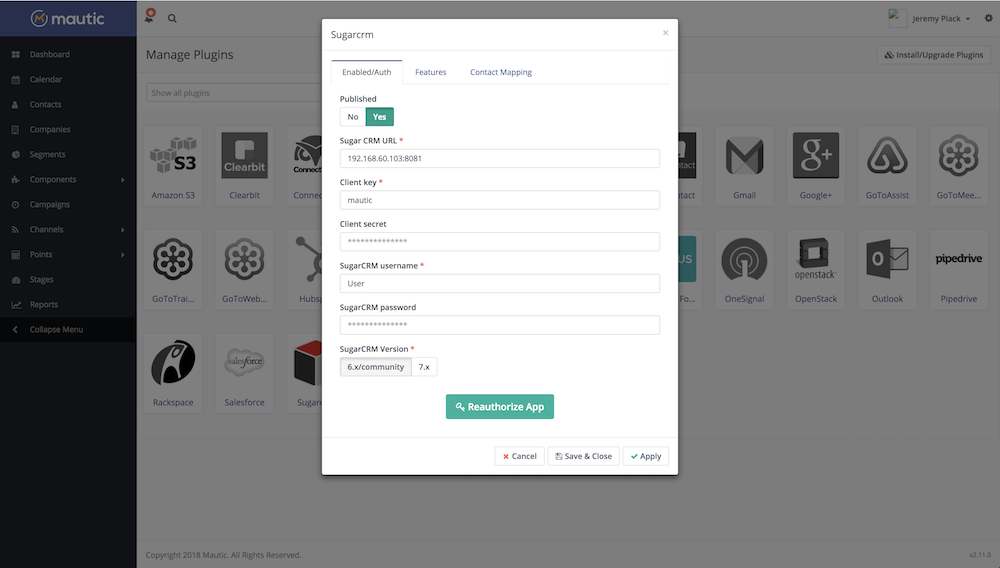 mautic
Jeremy Plack
Dashboard
Calendar
Contacts
Companies
Segments
Components
Campaigns
Channels
Points
Stages
Reports
Collapse Menu
Manage Plugins
Install/Upgrade Plugins
Show all plugins
S3
Amazon S3
Clearbit
Clearbit
Connec
Connec
ntact
ntact
Gmail
g+
Google+
GoToAssist
GoToMee...
GoToTrai...
GoToWeb...
Hubsp
US
Fo...
OneSignal
openstack
OpenStack
Outlook
pipedrive
Pipedrive
Rackspace
salesforce
Salesforce
Sugar
Sugarcrm
×
Enabled/Auth
Features
Contact Mapping
Published
No
Yes
Sugar CRM URL *
192.168.60.103:8081
Client key *
mautic
Client secret
**************
SugarCRM username *
User
SugarCRM password
**************
SugarCRM Version *
6.x/community
7.x
Reauthorize App
Cancel
Save & Close
Apply
Copyright 2018 Mautic. All Rights Reserved.
v2.11.0